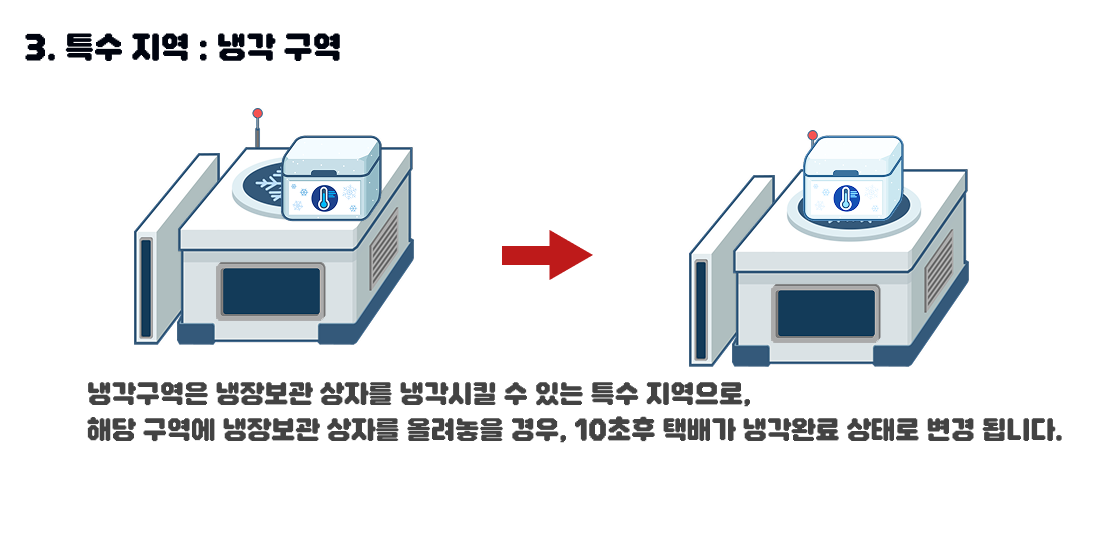 3. 특수 지역 : 냉각 구역
냉각구역은 냉장보관 상자를 냉각시킬 수 있는 특수 지역으로,
해당 구역에 냉장보관 상자를 올려놓을 경우, 10초후 택배가 냉각완료 상태로 변경 됩니다.